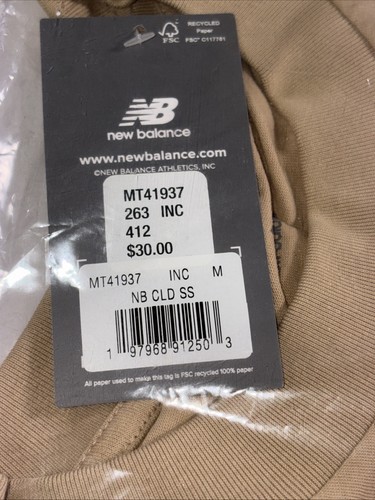 RECYCLED
Paper
FSC
FSC® C117761
NB
new balance
www.newbalance.com
©NEW BALANCE ATHLETICS, INC
MT41937
263 INC
412
$30.00
MT41937 INC M
NB CLD SS
1 97968 91250 3
All paper used to make this tag is FSC recycled 100% paper